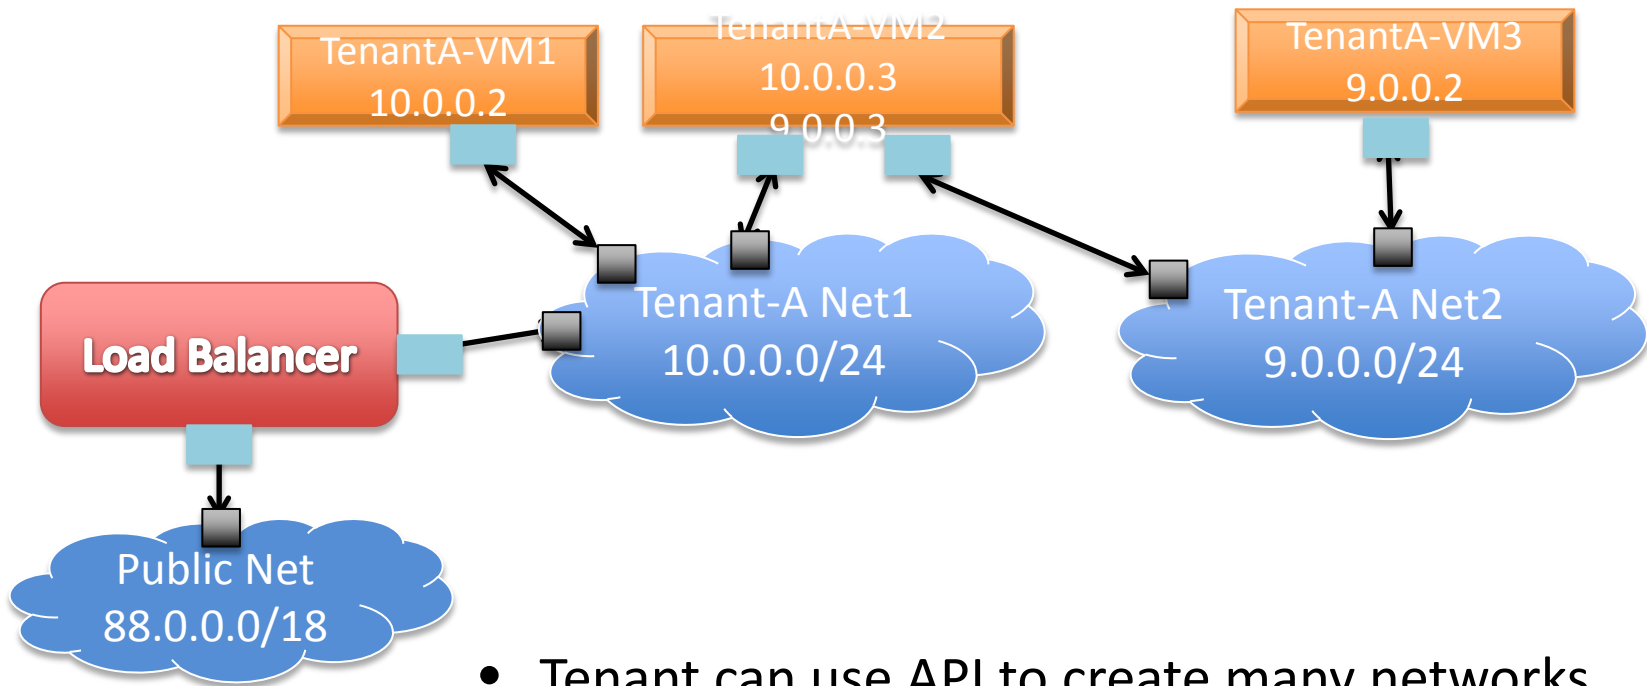 TenantA-VM1
10.0.0.2
TenantA-VM2
10.0.0.3
9.0.0.3
TenantA-VM3
9.0.0.2
Load Balancer
Tenant-A Net1
10.0.0.0/24
Tenant-A Net2
9.0.0.0/24
Public Net
88.0.0.0/18
• Tenant can use API to create many networks